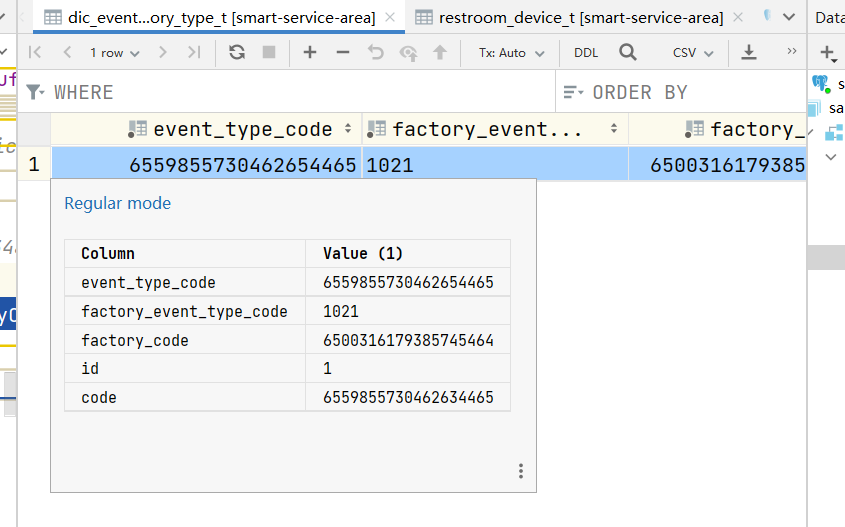 dic_event...ory_type_t [smart-service-area]
restroom_device_t [smart-service-area]
Data
1 row
Tx: Auto
DDL
CSV
WHERE
ORDER BY
event_type_code
factory_event...
factory_
1
6559855730462654465
1021
6500316179385
Regular mode
Column Value (1)
event_type_code 6559855730462654465
factory_event_type_code 1021
factory_code 6500316179385745464
id 1
code 6559855730462634465